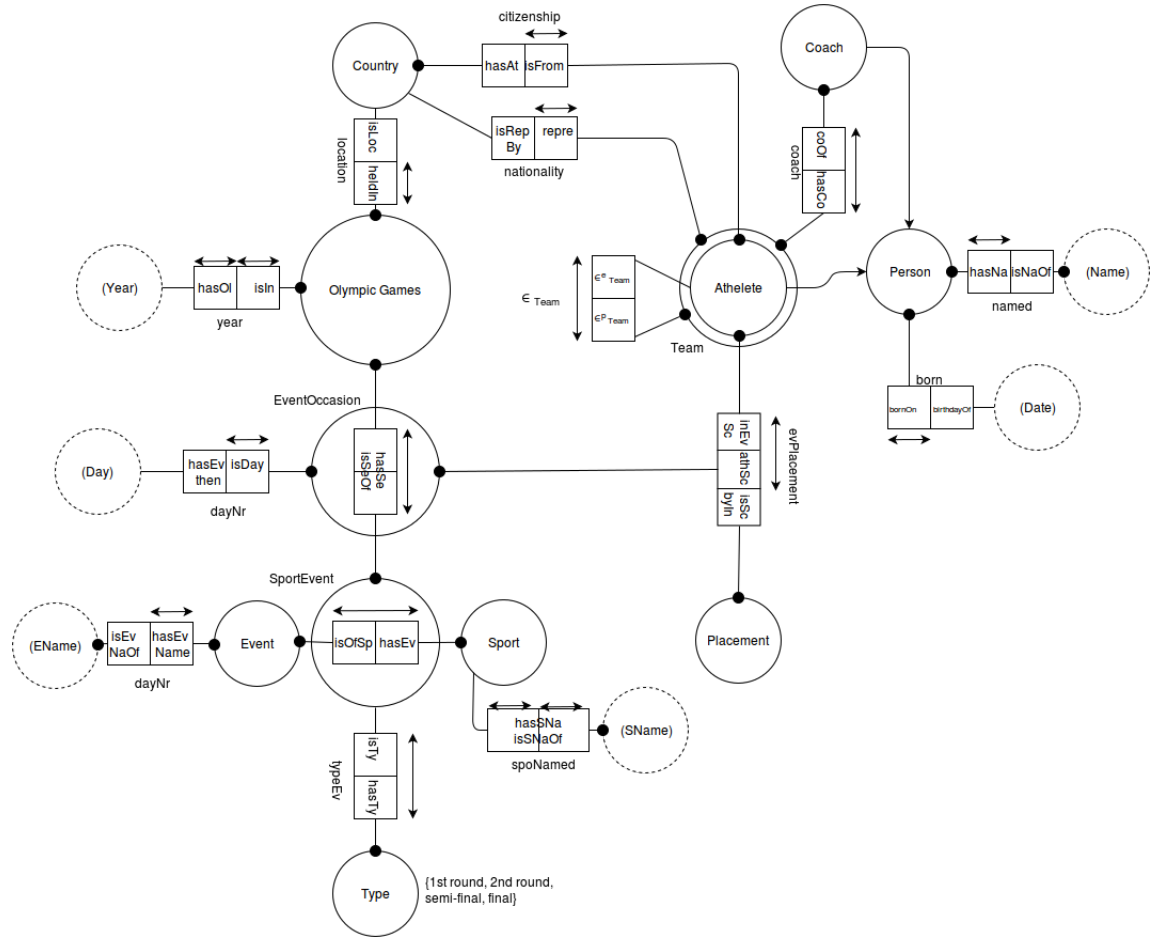 citizenship
Country
hasAt
isFrom
Coach
isLoc
heldIn
location
isRep
By
repre
nationality
coOf
hasCo
coach
(Year)
hasOl
isIn
year
Olympic Games
∈ Team
∈e Team
∈p Team
Athelete
Team
Person
hasNa
isNaOf
named
(Name)
born
bornOn
birthdayOf
(Date)
EventOccasion
(Day)
hasEv
then
isDay
dayNr
hasSe
isSeOf
inEv
Sc
athSc
isSc
byIn
evPlacement
SportEvent
(EName)
isEv
NaOf
hasEv
Name
dayNr
Event
isOfSp
hasEv
Sport
Placement
hasSNa
isSNaOf
spoNamed
(SName)
isTy
hasTy
typeEv
Type
{1st round, 2nd round,
semi-final, final}